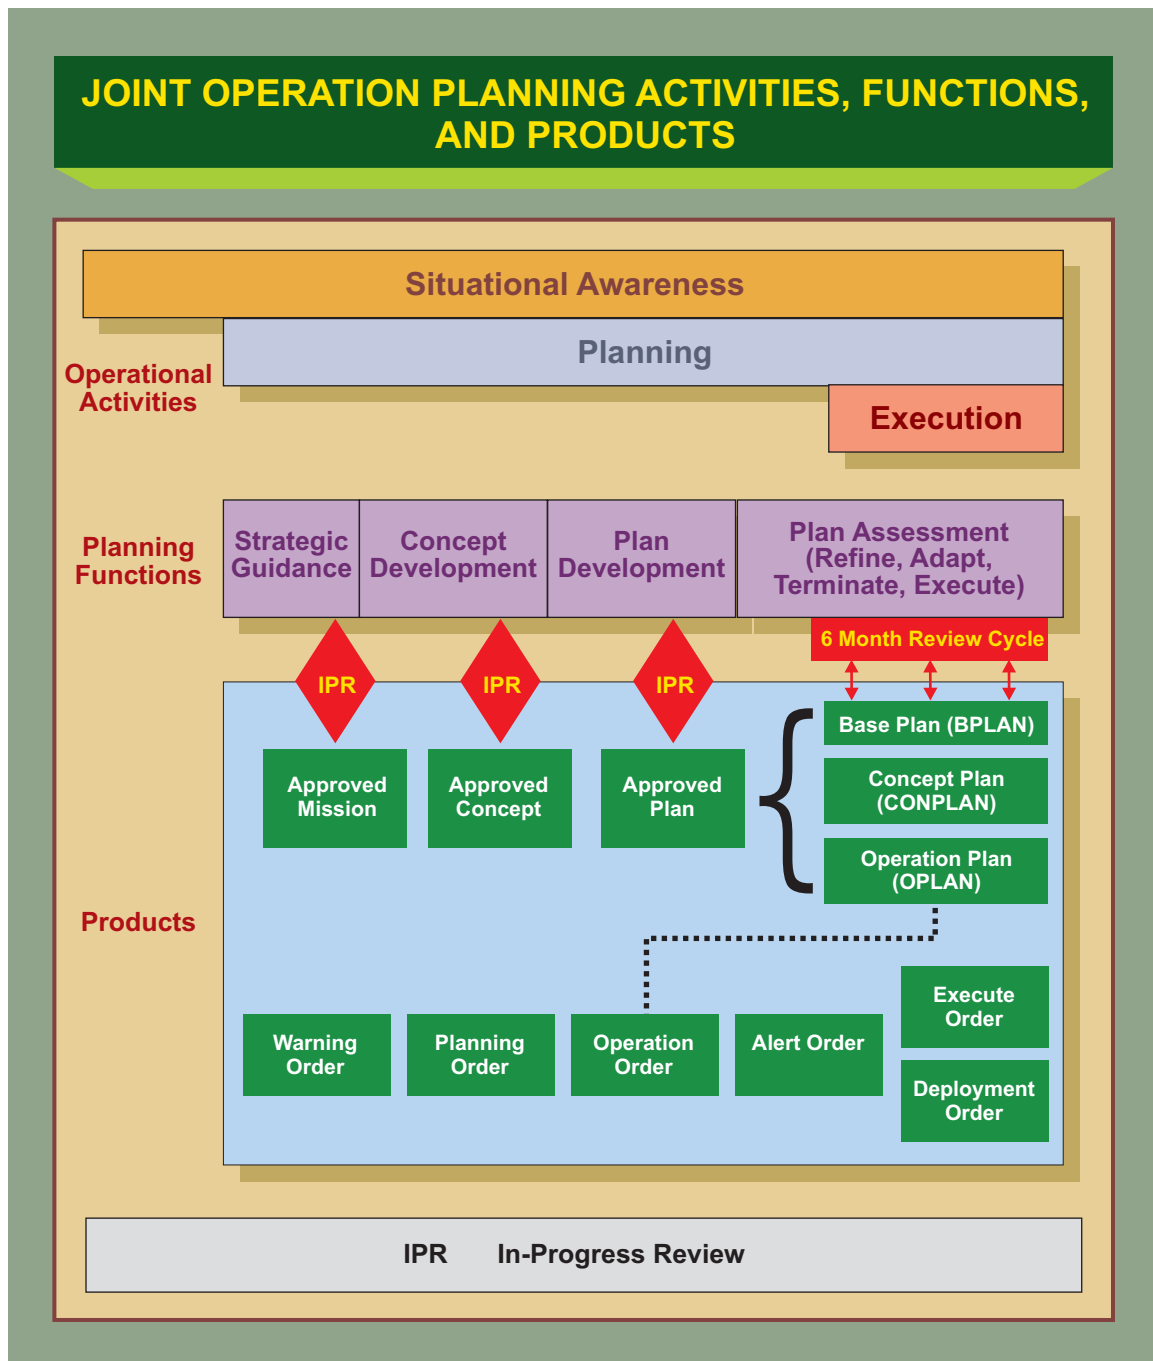 JOINT OPERATION PLANNING ACTIVITIES, FUNCTIONS,
AND PRODUCTS
Situational Awareness
Planning
Operational
Activities
Execution
Planning
Functions
Strategic
Guidance
Concept
Development
Plan
Development
Plan Assessment
(Refine, Adapt,
Terminate, Execute)
6 Month Review Cycle
IPR
IPR
IPR
Products
Approved
Mission
Approved
Concept
Approved
Plan
Base Plan (BPLAN)
Concept Plan
(CONPLAN)
Operation Plan
(OPLAN)
Warning
Order
Planning
Order
Operation
Order
Alert Order
Execute
Order
Deployment
Order
IPR In-Progress Review